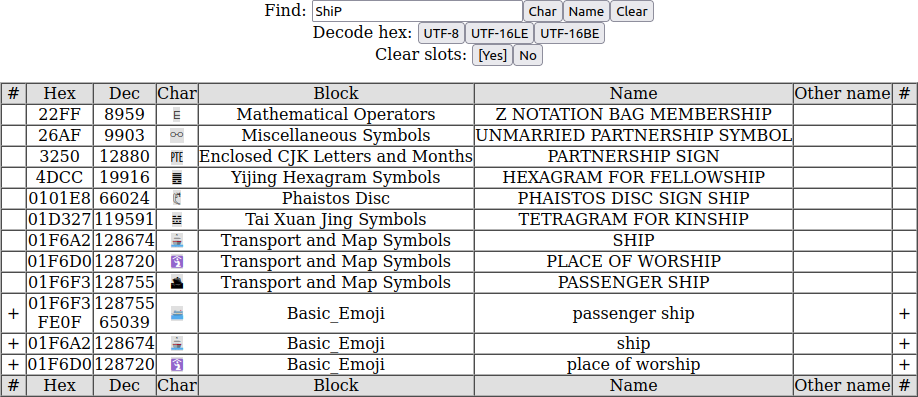 Find: ShiP Char Name Clear
Decode hex: UTF-8 UTF-16LE UTF-16BE
Clear slots: [Yes] No
# Hex Dec Char Block Name Other name #
22FF 8959 ⋿ Mathematical Operators Z NOTATION BAG MEMBERSHIP
26AF 9903 ⚯ Miscellaneous Symbols UNMARRIED PARTNERSHIP SYMBOL
3250 12880 ㉐ Enclosed CJK Letters and Months PARTNERSHIP SIGN
4DCC 19916 ䷌ Yijing Hexagram Symbols HEXAGRAM FOR FELLOWSHIP
0101E8 66024 𐇨 Phaistos Disc PHAISTOS DISC SIGN SHIP
01D327 119591 𝌧 Tai Xuan Jing Symbols TETRAGRAM FOR KINSHIP
01F6A2 128674 🚢 Transport and Map Symbols SHIP
01F6D0 128720 🛐 Transport and Map Symbols PLACE OF WORSHIP
01F6F3 128755 🛳 Transport and Map Symbols PASSENGER SHIP
+ 01F6F3 FE0F 128755 65039 🛳️ Basic_Emoji passenger ship +
+ 01F6A2 128674 🚢 Basic_Emoji ship +
+ 01F6D0 128720 🛐 Basic_Emoji place of worship +
# Hex Dec Char Block Name Other name #